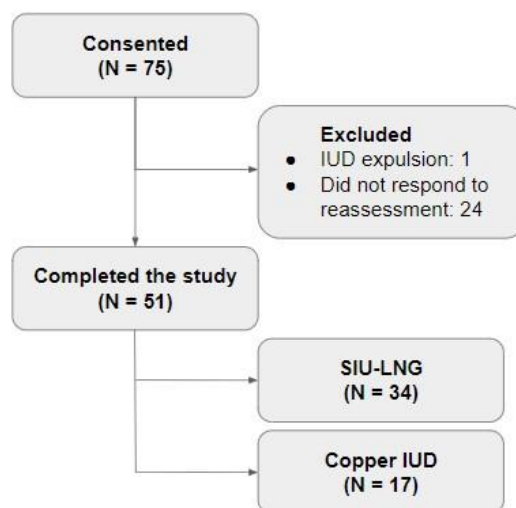 Consented
(N = 75)
Excluded
● IUD expulsion: 1
● Did not respond to
reassessment: 24
Completed the study
(N = 51)
SIU-LNG
(N = 34)
Copper IUD
(N = 17)